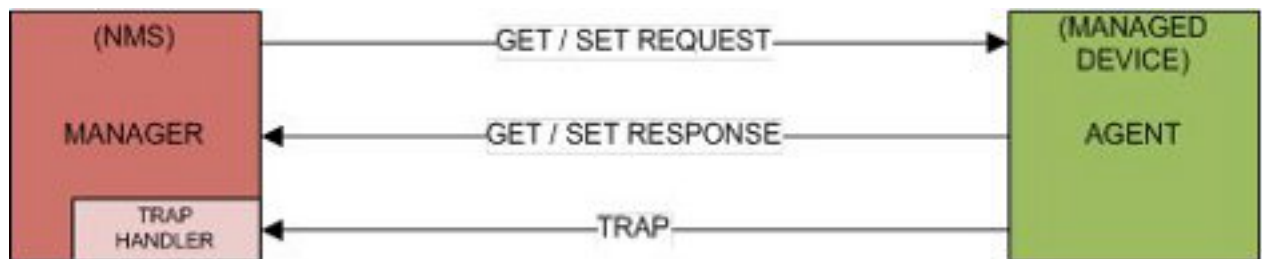 (NMS)
MANAGER
TRAP
HANDLER
GET / SET REQUEST
GET / SET RESPONSE
TRAP
(MANAGED
DEVICE)
AGENT